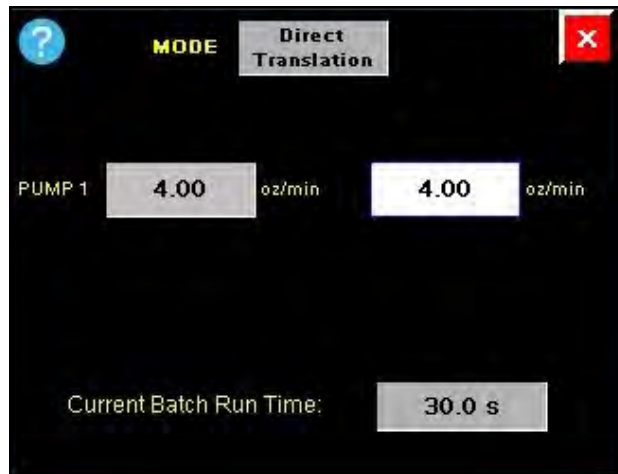 ?
MODE
Direct
Translation
X
PUMP 1 4.00 oz/min 4.00 oz/min
Current Batch Run Time: 30.0 s